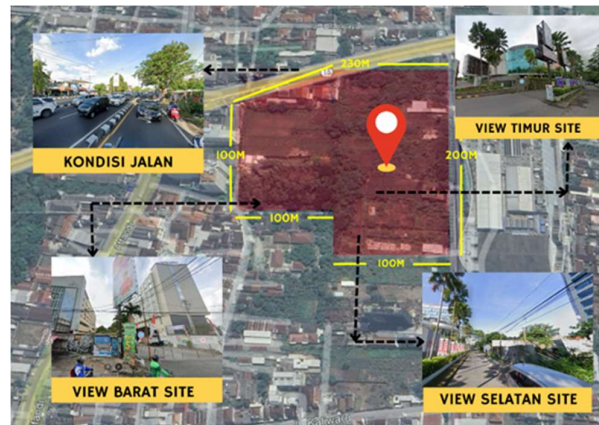 230M
VIEW TIMUR SITE
KONDISI JALAN
100M
200M
100M
100M
VIEW BARAT SITE
VIEW SELATAN SITE